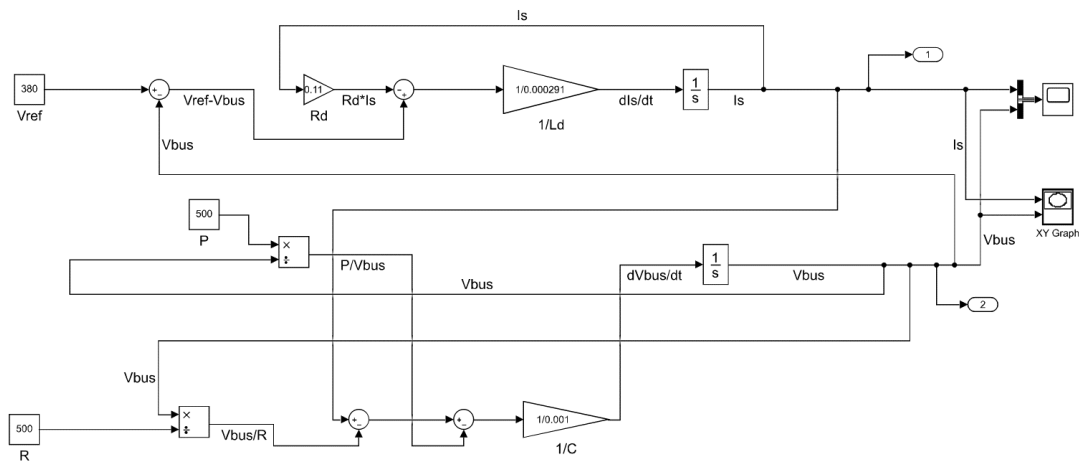 Is
380
Vref
+
−
Vref-Vbus
Vbus
0.11
Rd
Rd*Is
−
+
1/0.000291
1/Ld
dIs/dt
1
s
Is
1
Is
XY Graph
Vbus
500
P
×
÷
P/Vbus
Vbus
dVbus/dt
1
s
Vbus
2
Vbus
500
R
×
÷
Vbus/R
+
−
+
−
1/0.001
1/C